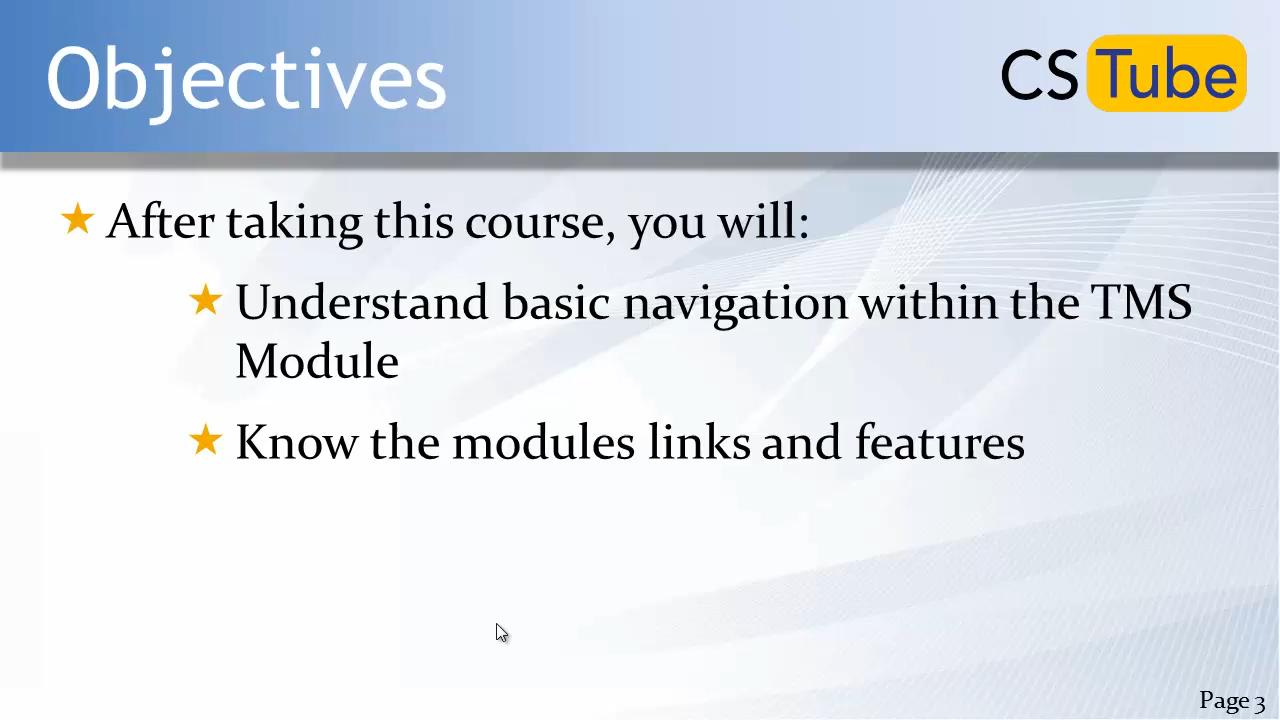 Objectives
CS Tube
After taking this course, you will:
Understand basic navigation within the TMS
Module
Know the modules links and features
Page 3